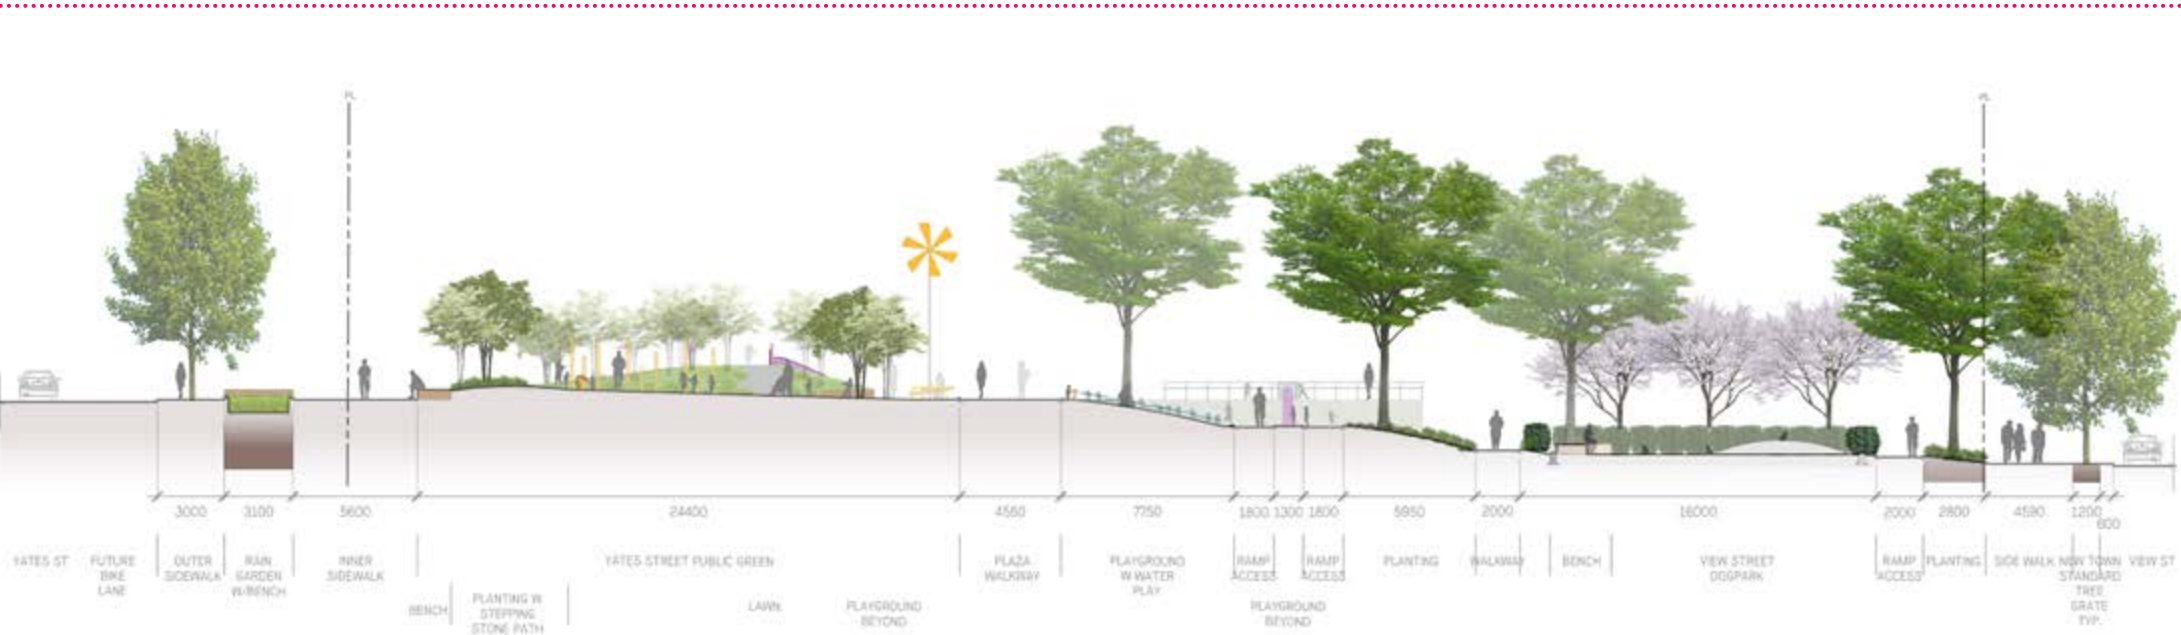 PL
PL
3000
3100
5600
24400
4550
7750
1800
1300
1800
5950
2000
16000
2000
2800
4590
1200
600
YATES ST
FUTURE
BIKE
LANE
OUTER
SIDEWALK
RAIN
GARDEN
W/BENCH
INNER
SIDEWALK
YATES STREET PUBLIC GREEN
PLAZA
WALKWAY
PLAYGROUND
W WATER
PLAY
RAMP
ACCESS
RAMP
ACCESS
PLANTING
WALKWAY
BENCH
VIEW STREET
DOGPARK
RAMP
ACCESS
PLANTING
SIDE WALK
NEW TOWN
STANDARD
TREE
GRATE
TYP.
VIEW ST
BENCH
PLANTING W
STEPPING
STONE PATH
LAWN
PLAYGROUND
BEYOND
PLAYGROUND
BEYOND